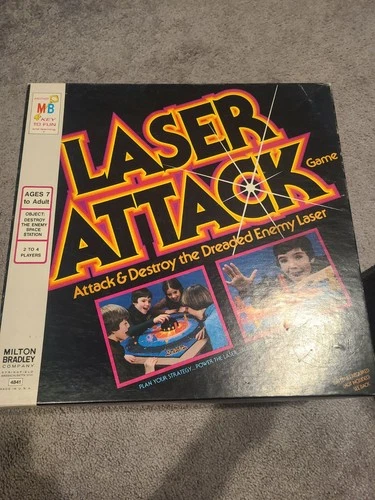 MB
KEY
TO FUN
LASER
ATTACK
Game
Attack & Destroy the Dreaded Enemy Laser
AGES 7
to Adult
OBJECT:
DESTROY
THE ENEMY
SPACE
STATION
2 TO 4
PLAYERS
PLAN YOUR STRATEGY...POWER THE LASER
MILTON
BRADLEY
COMPANY
4841